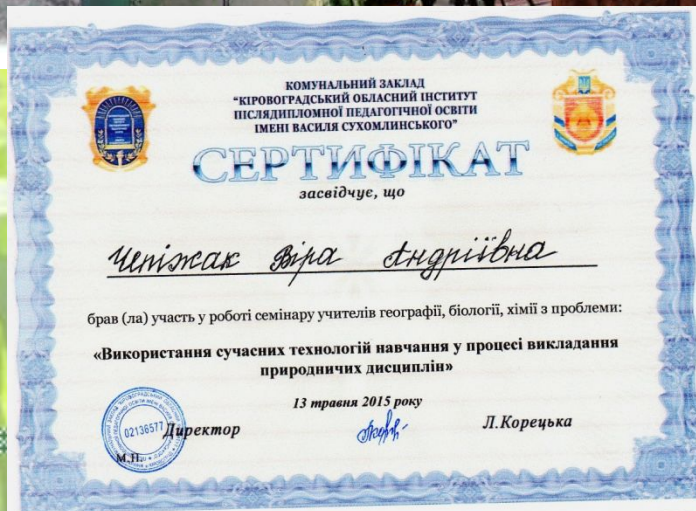 КОМУНАЛЬНИЙ ЗАКЛАД
"КІРОВОГРАДСЬКИЙ ОБЛАСНИЙ ІНСТИТУТ
ПІСЛЯДИПЛОМНОЇ ПЕДАГОГІЧНОЇ ОСВІТИ
ІМЕНІ ВАСИЛЯ СУХОМЛИНСЬКОГО"
СЕРТИФІКАТ
засвідчує, що
Чепіжак Віра Андріївна
брав (ла) участь у роботі семінару учителів географії, біології, хімії з проблеми:
«Використання сучасних технологій навчання у процесі викладання
природничих дисциплін»
13 травня 2015 року
Директор
Л.Корецька
02136577
М.П.